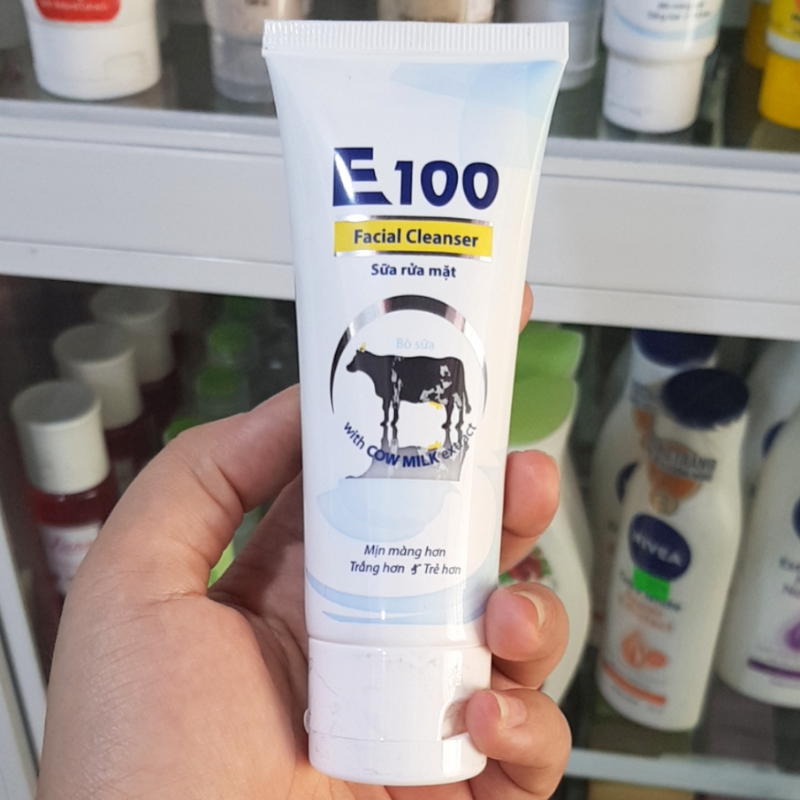 E100
Facial Cleanser
Sữa rửa mặt
Bò sữa
with COW MILK extract
Mịn màng hơn
Trắng hơn & Trẻ hơn
NIVEA